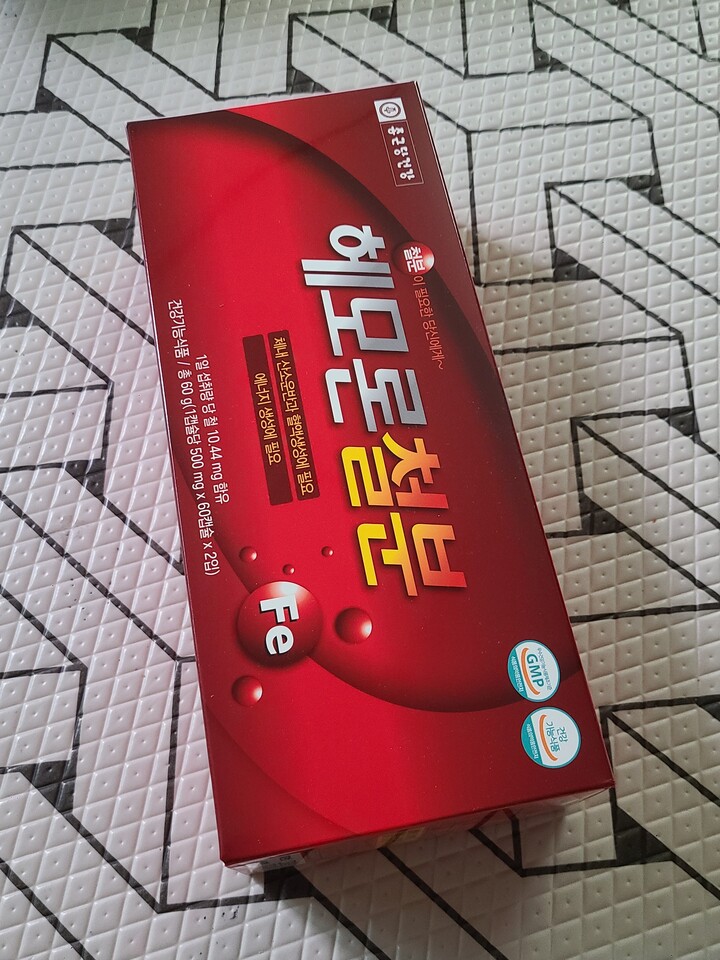 종근당건강
철분이 필요한 당신에게~
헤모론철분
체내 산소운반과 혈액생성에 필요
에너지 생성에 필요
1일 섭취량 당 철 10.44 mg 함유
건강기능식품 / 총 60 g(1캡슐당 500 mg x 60캡슐 x 2입)
Fe
GMP
건강
기능식품